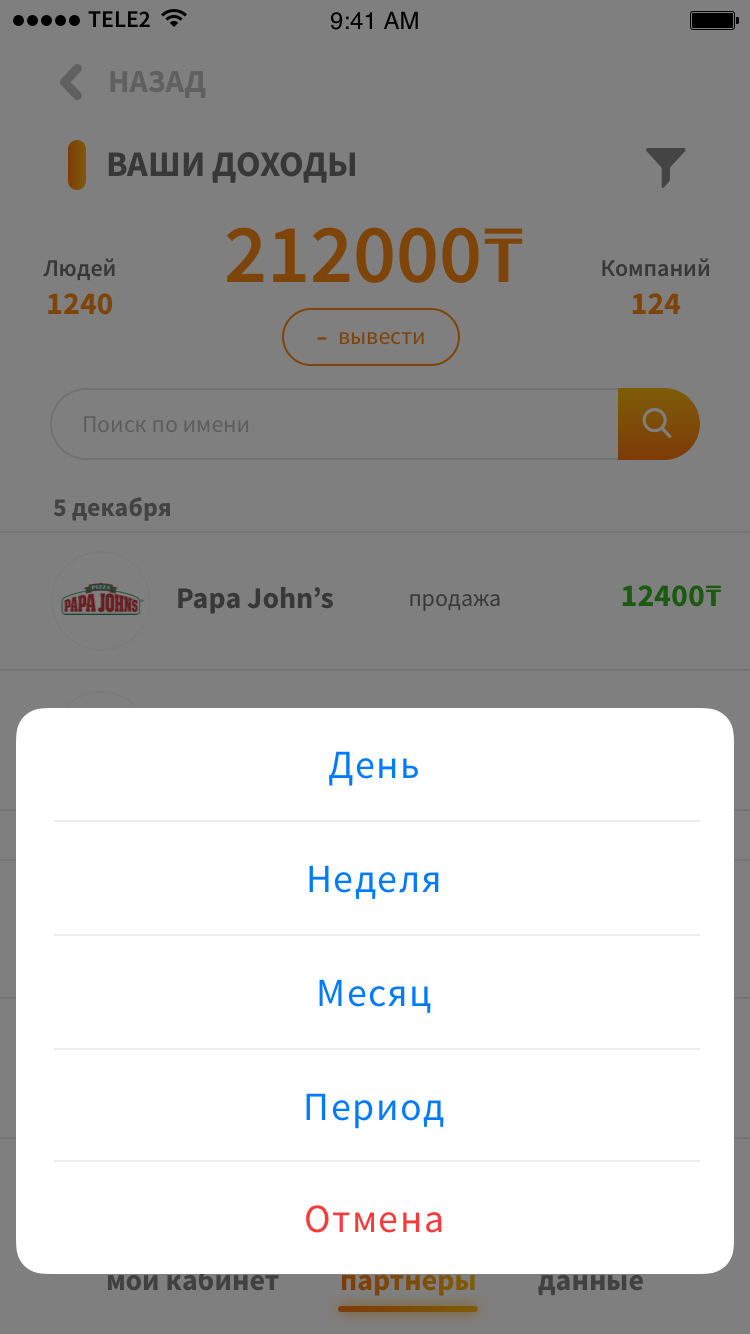 TELE2 9:41 AM
НАЗАД
ВАШИ ДОХОДЫ
212000₸
Людей
1240
Компаний
124
– вывести
Поиск по имени
5 декабря
PIZZA
PAPA JOHNS
Papa John’s продажа 12400₸
День
Неделя
Месяц
Период
Отмена
мой кабинет партнеры данные